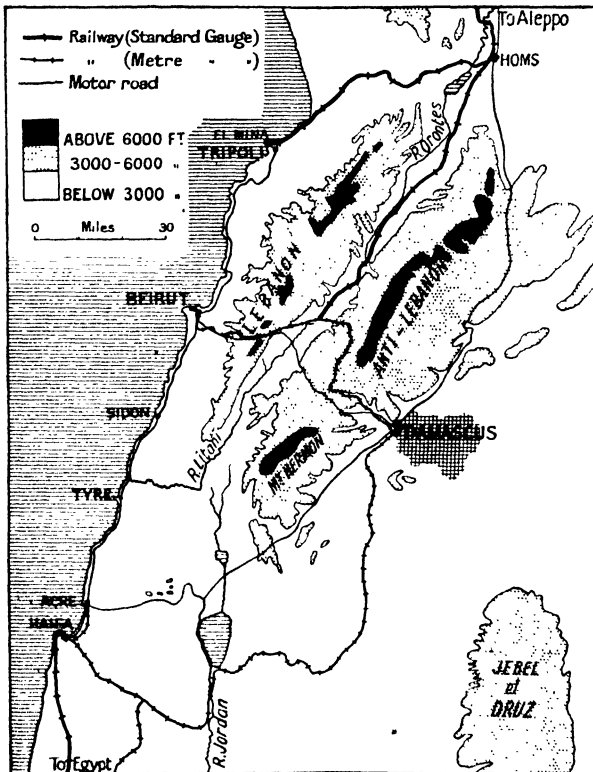 Railway (Standard Gauge)
" (Metre " " )
Motor road
ABOVE 6000 FT
3000-6000 "
BELOW 3000 "
0 Miles 30
To Aleppo
HOMS
R. Orontes
EL MINA
TRIPOLI
LEBANON
BEIRUT
ANTI-LEBANON
SIDON
R. Litani
DAMASCUS
MT HERMON
TYRE
ACRE
HAIFA
JEBEL
el
DRUZ
R. Jordan
To Egypt